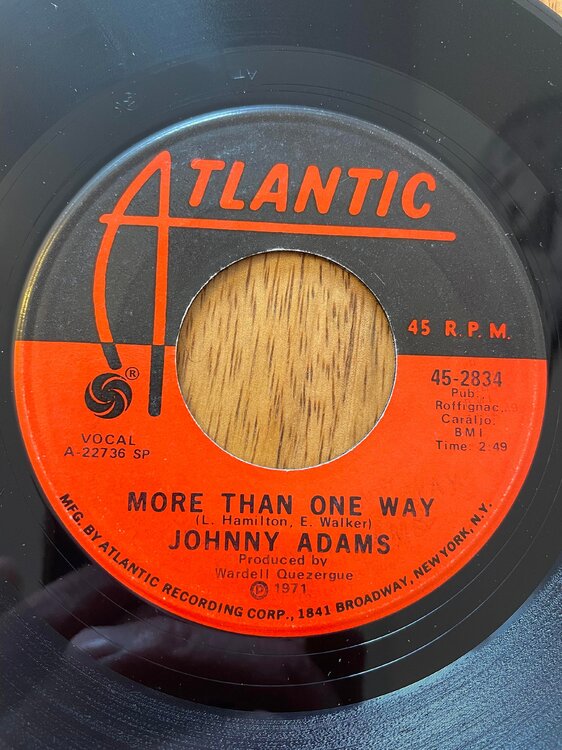 ATLANTIC
45 R.P.M.
®
VOCAL
A-22736 SP
45-2834
Pub:
Roffignac,
Caraljo.
BMI
Time: 2:49
MORE THAN ONE WAY
(L. Hamilton, E. Walker)
JOHNNY ADAMS
Produced by
Wardell Quezergue
℗ 1971
MFG. BY ATLANTIC RECORDING CORP., 1841 BROADWAY, NEW YORK, N.Y.